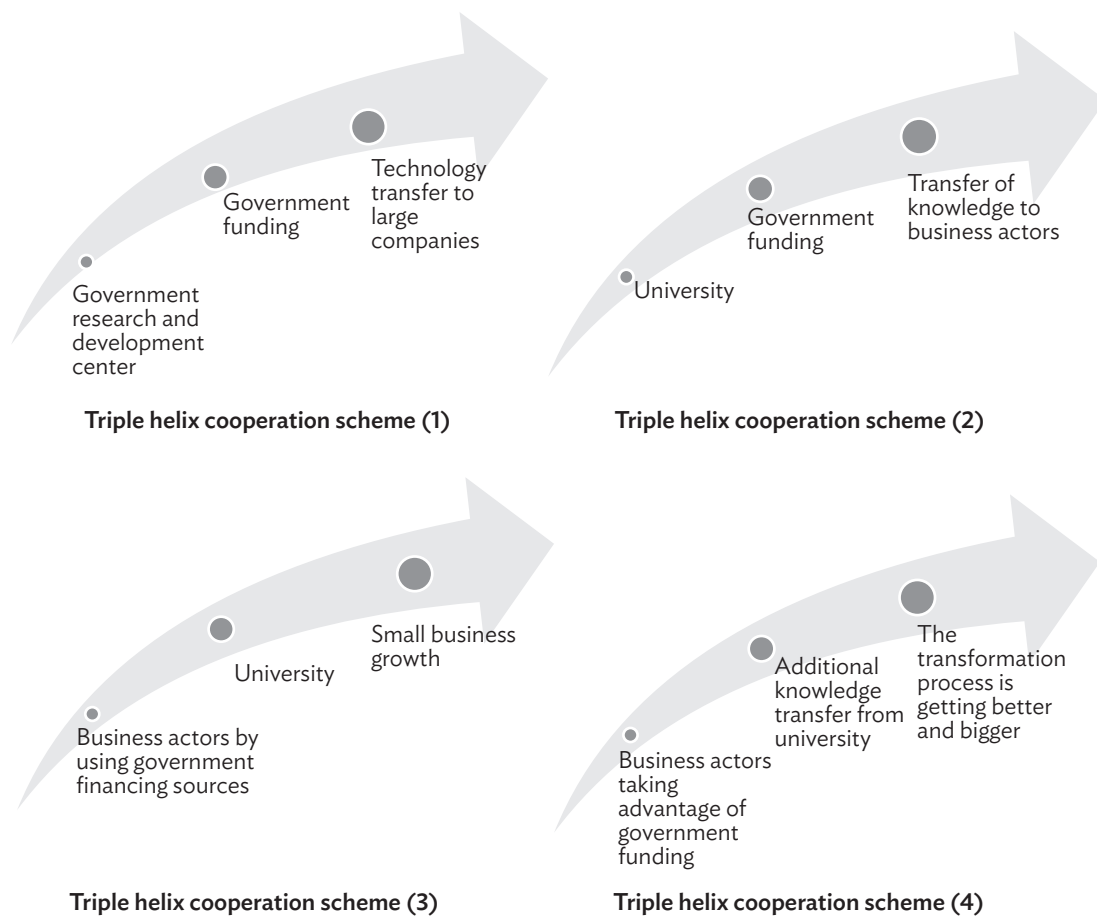 Government
research and
development
center
Government
funding
Technology
transfer to
large
companies
Triple helix cooperation scheme (1)
University
Government
funding
Transfer of
knowledge to
business actors
Triple helix cooperation scheme (2)
Business actors by
using government
financing sources
University
Small business
growth
Triple helix cooperation scheme (3)
Business actors
taking
advantage of
government
funding
Additional
knowledge
transfer from
university
The
transformation
process is
getting better
and bigger
Triple helix cooperation scheme (4)